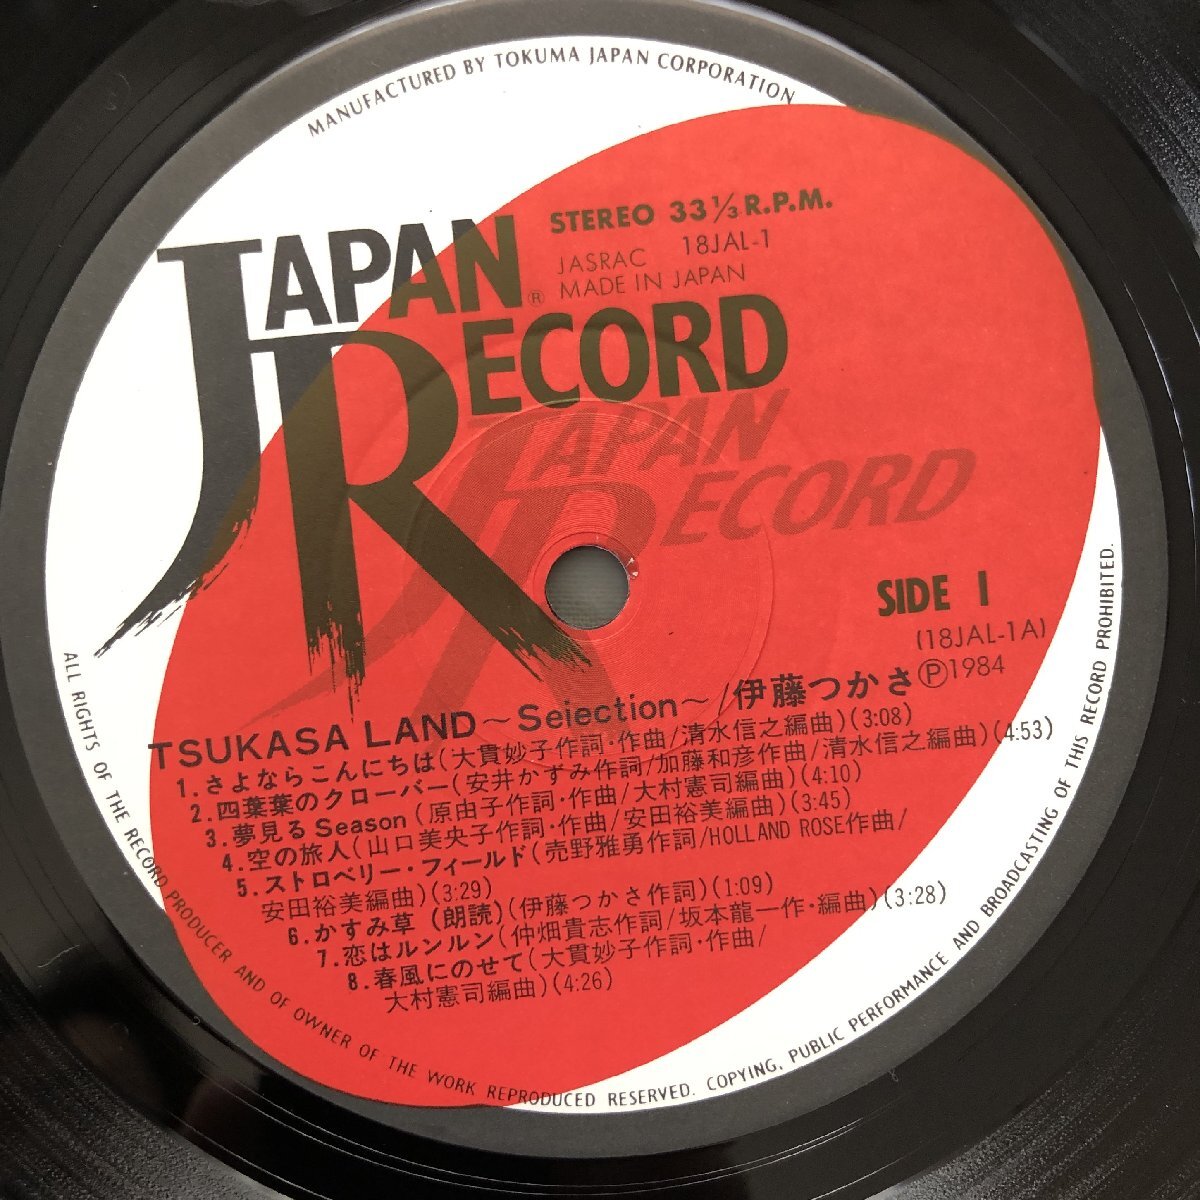 MANUFACTURED BY TOKUMA JAPAN CORPORATION
STEREO 33 1/3 R.P.M.
JASRAC 18JAL-1
MADE IN JAPAN
JAPAN
RECORD®
JAPAN
RECORD
SIDE I
(18JAL-1A)
℗1984
TSUKASA LAND～Seiection～/伊藤つかさ
1.さよならこんにちは(大貫妙子作詞・作曲/清水信之編曲)(3:08)
2.四葉葉のクローバー(安井かずみ作詞/加藤和彦作曲/清水信之編曲)(4:53)
3.夢見るSeason(原由子作詞・作曲/大村憲司編曲)(4:10)
4.空の旅人(山口美央子作詞・作曲/安田裕美編曲)(3:45)
5.ストロベリー・フィールド(売野雅勇作詞/HOLLAND ROSE作曲/
安田裕美編曲)(3:29)
6.かすみ草(朗読)(伊藤つかさ作詞)(1:09)
7.恋はルンルン(仲畑貴志作詞/坂本龍一作・編曲)(3:28)
8.春風にのせて(大貫妙子作詞・作曲/
大村憲司編曲)(4:26)
ALL RIGHTS OF THE RECORD PRODUCER AND OF OWNER OF THE WORK REPRODUCED RESERVED. COPYING, PUBLIC PERFORMANCE AND BROADCASTING OF THIS RECORD PROHIBITED.